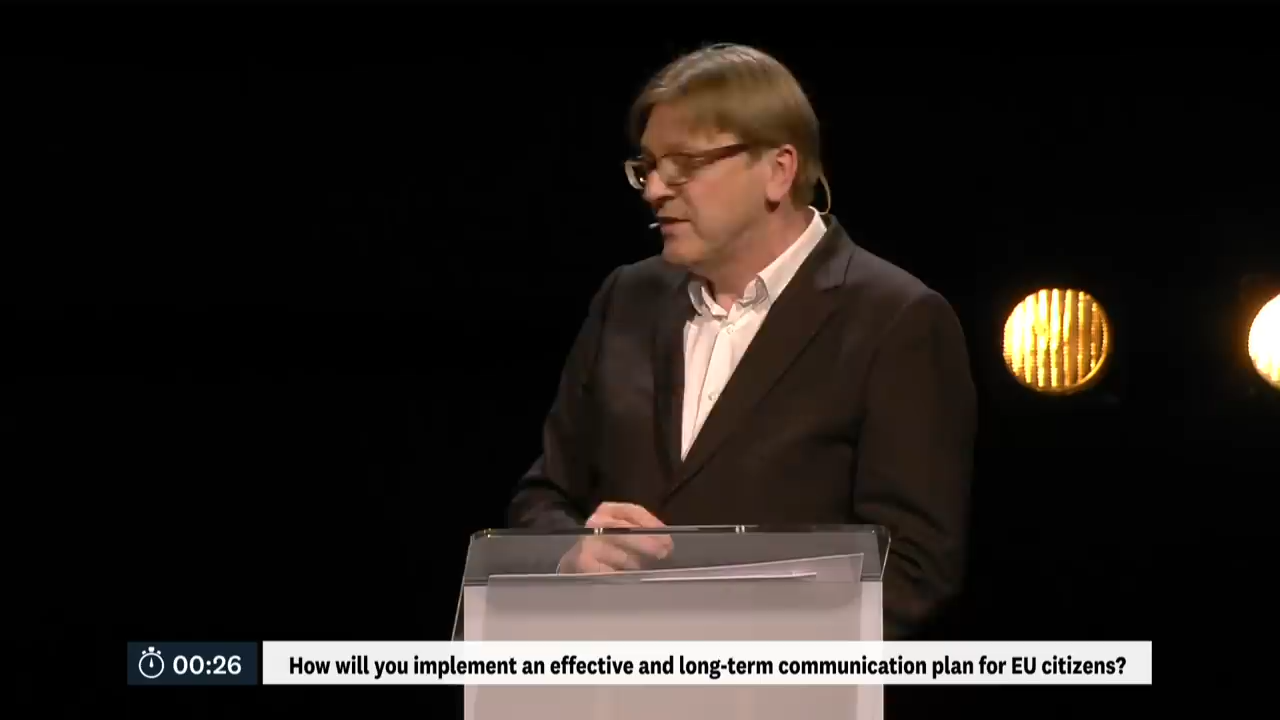 00:26
How will you implement an effective and long-term communication plan for EU citizens?